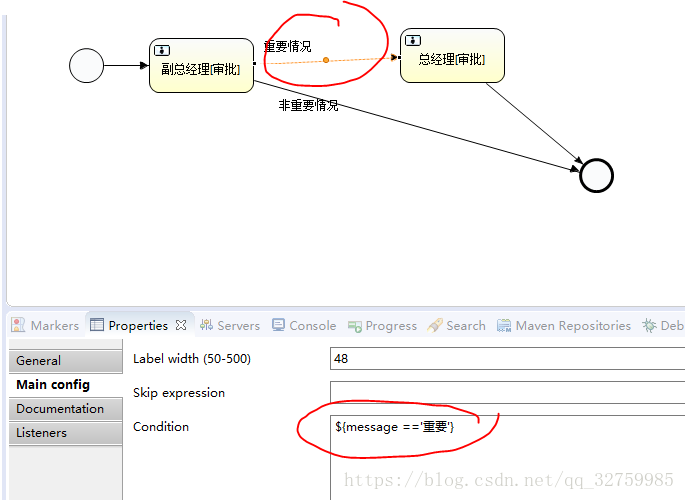 重要情况
副总经理[审批]
总经理[审批]
非重要情况
Markers Properties Servers Console Progress Search Maven Repositories Deb
General
Main config
Documentation
Listeners
Label width (50-500) 48
Skip expression
Condition ${message =='重要'}
https://blog.csdn.net/qq_32759985